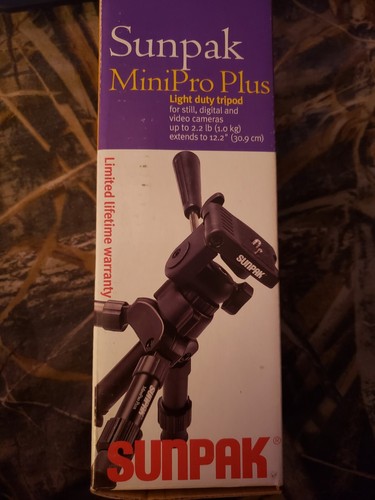 Sunpak
MiniPro Plus
Light duty tripod
for still, digital and
video cameras
up to 2.2 lb (1.0 kg)
extends to 12.2" (30.9 cm)
Limited lifetime warranty
SUNPAK
SUNPAK
SUNPAK®